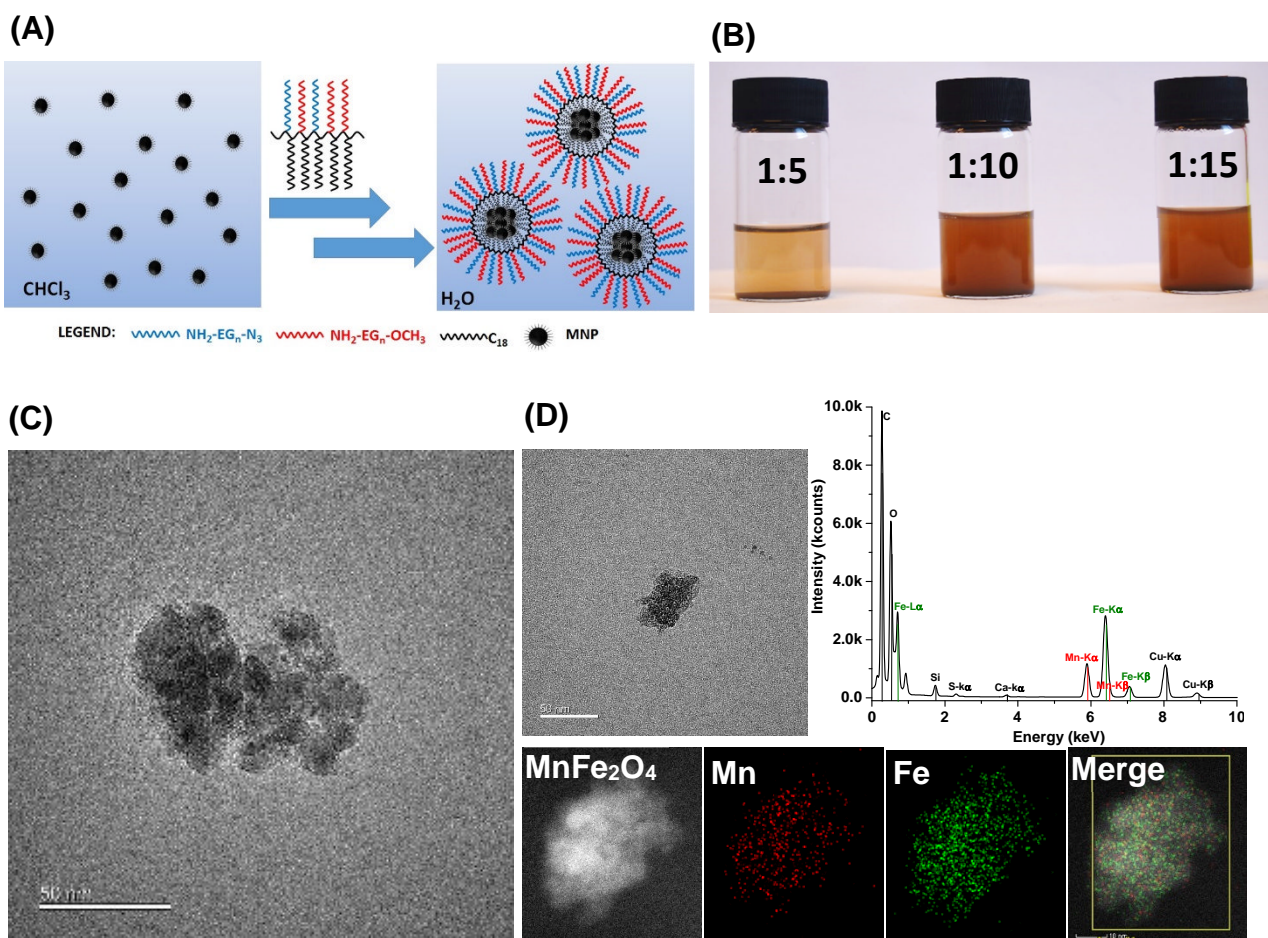 (A)
CHCl₃
H₂O
LEGEND: NH₂-EGₙ-N₃ NH₂-EGₙ-OCH₃ C₁₈ MNP
(B)
1:5
1:10
1:15
(C)
50 nm
(D)
50 nm
10.0k
8.0k
6.0k
4.0k
2.0k
0.0
Intensity (kcounts)
C
O
Fe-Lα
Si
S-kα
Ca-kα
Mn-Kα
Fe-Kα
Mn-Kβ
Fe-Kβ
Cu-Kα
Cu-Kβ
0 2 4 6 8 10
Energy (keV)
MnFe₂O₄
Mn
Fe
Merge